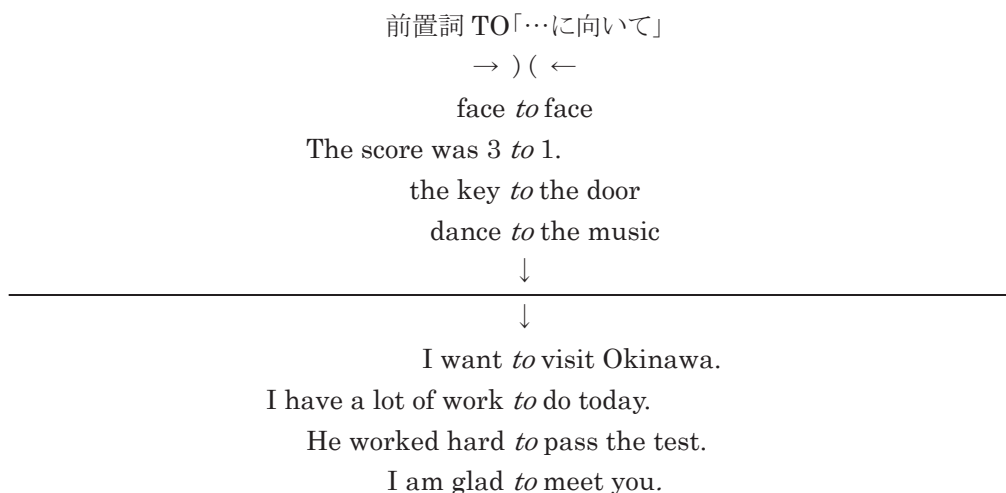 前置詞 TO「…に向いて」
→ ) ( ←
face to face
The score was 3 to 1.
the key to the door
dance to the music
↓
↓
I want to visit Okinawa.
I have a lot of work to do today.
He worked hard to pass the test.
I am glad to meet you.